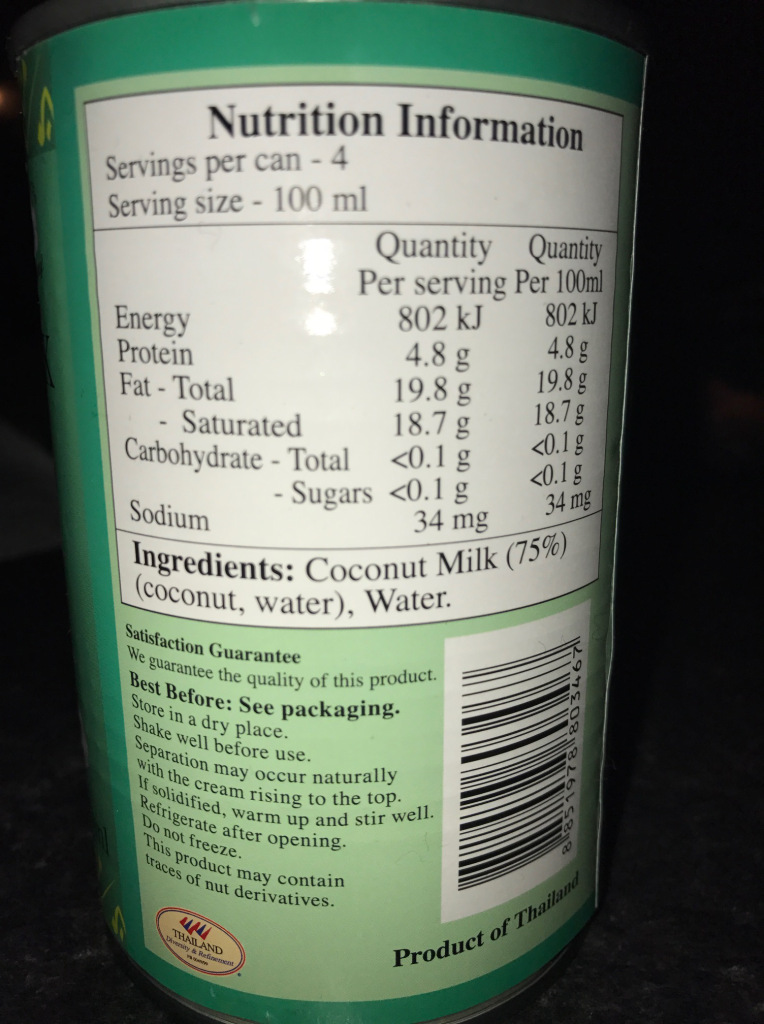 Nutrition Information
Servings per can - 4
Serving size - 100 ml
Quantity Quantity
Per serving Per 100ml
Energy 802 kJ 802 kJ
Protein 4.8 g 4.8 g
Fat - Total 19.8 g 19.8 g
- Saturated 18.7 g 18.7 g
Carbohydrate - Total <0.1 g <0.1 g
- Sugars <0.1 g <0.1 g
Sodium 34 mg 34 mg
Ingredients: Coconut Milk (75%)
(coconut, water), Water.
Satisfaction Guarantee
We guarantee the quality of this product.
Best Before: See packaging.
Store in a dry place.
Shake well before use.
Separation may occur naturally
with the cream rising to the top.
If solidified, warm up and stir well.
Refrigerate after opening.
Do not freeze.
This product may contain
traces of nut derivatives.
8 851978 803467
THAILAND
Diversity & Refinement
Product of Thailand